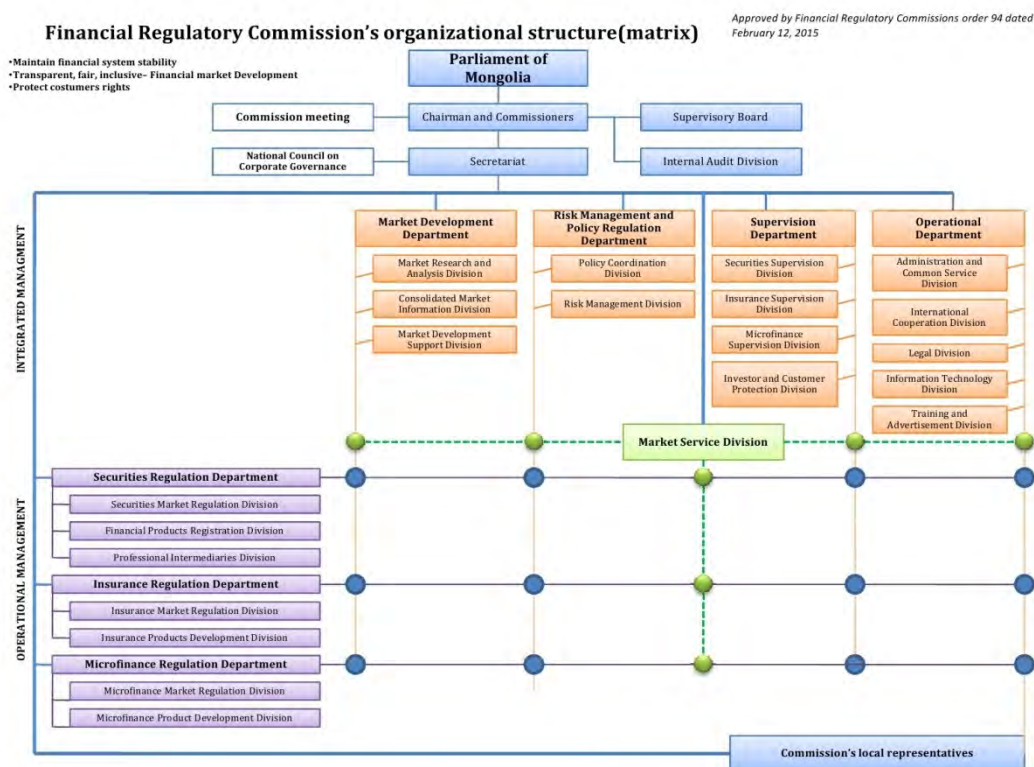 Financial Regulatory Commission's organizational structure(matrix)
Approved by Financial Regulatory Commissions order 94 dated
February 12, 2015
•Maintain financial system stability
•Transparent, fair, inclusive– Financial market Development
•Protect costumers rights
Parliament of
Mongolia
Commission meeting
Chairman and Commissioners
Supervisory Board
National Council on
Corporate Governance
Secretariat
Internal Audit Division
INTEGRATED MANAGMENT
Market Development
Department
Market Research and
Analysis Division
Consolidated Market
Information Division
Market Development
Support Division
Risk Management and
Policy Regulation
Department
Policy Coordination
Division
Risk Management Division
Supervision
Department
Securities Supervision
Division
Insurance Supervision
Division
Microfinance
Supervision Division
Investor and Customer
Protection Division
Operational
Department
Administration and
Common Service
Division
International
Cooperation Division
Legal Division
Information Technology
Division
Training and
Advertisement Division
Market Service Division
OPERATIONAL MANAGEMENT
Securities Regulation Department
Securities Market Regulation Division
Financial Products Registration Division
Professional Intermediaries Division
Insurance Regulation Department
Insurance Market Regulation Division
Insurance Products Development Division
Microfinance Regulation Department
Microfinance Market Regulation Division
Microfinance Product Development Division
Commission's local representatives